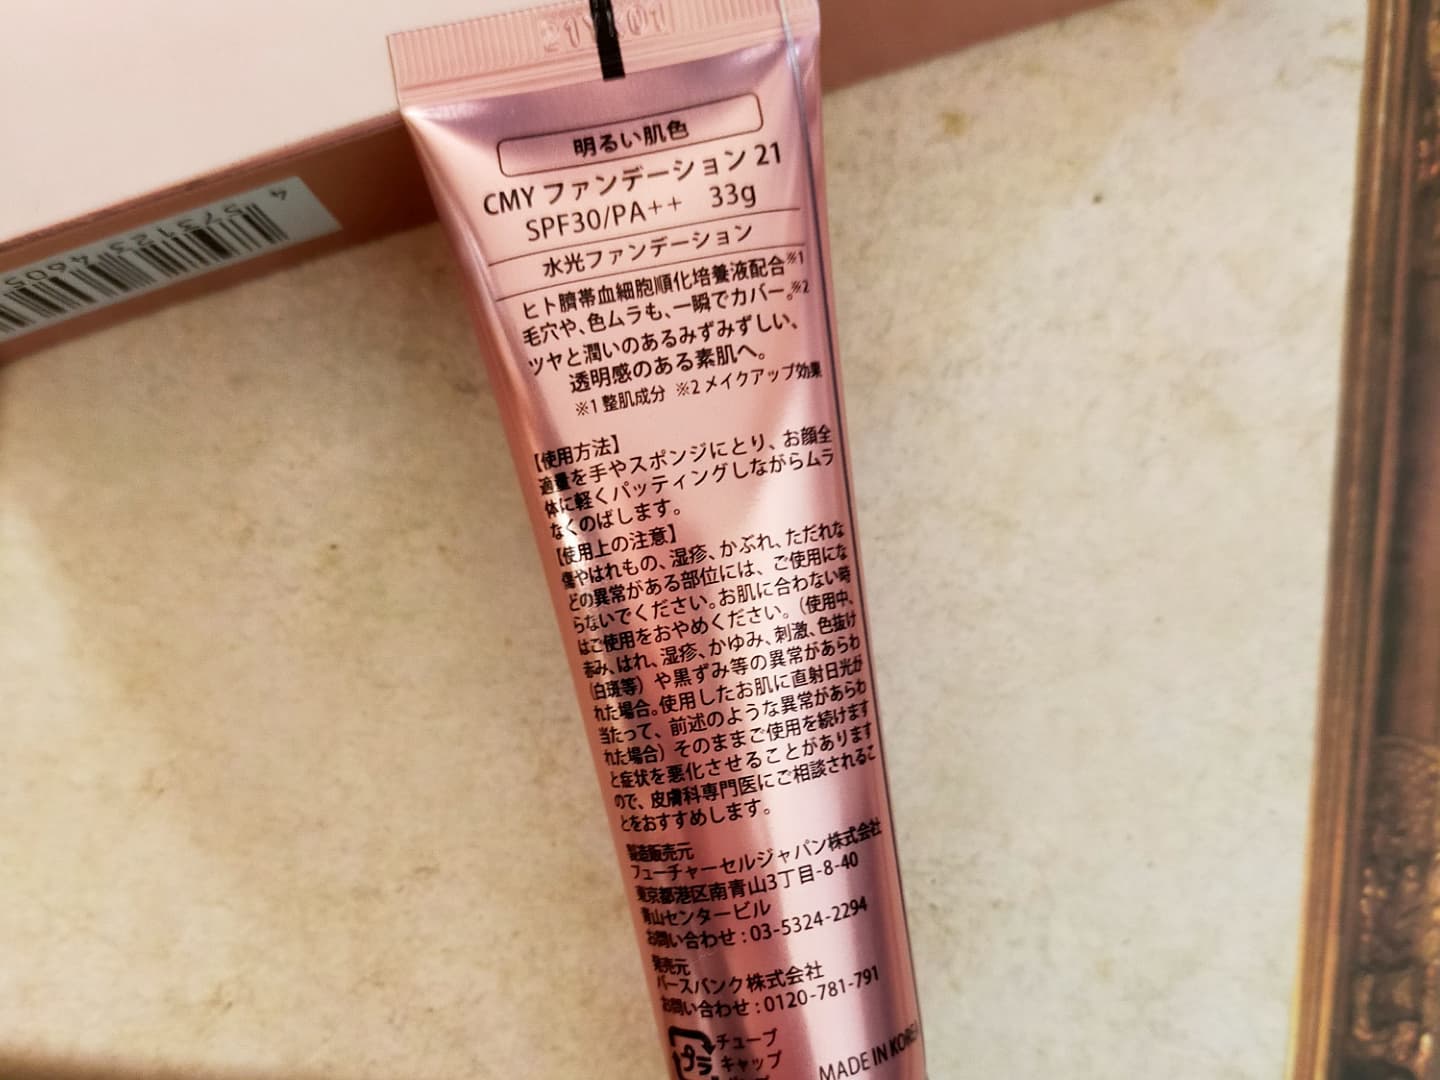 明るい肌色
CMY ファンデーション 21
SPF30/PA++ 33g
水光ファンデーション
ヒト臍帯血細胞順化培養液配合※1
毛穴や、色ムラも、一瞬でカバー。※2
ツヤと潤いのあるみずみずしい、
透明感のある素肌へ。
※1 整肌成分 ※2 メイクアップ効果
【使用方法】
適量を手やスポンジにとり、お顔全
体に軽くパッティングしながらムラ
なくのばします。
【使用上の注意】
傷やはれもの、湿疹、かぶれ、ただれな
どの異常がある部位には、ご使用にな
らないでください。お肌に合わない時
はご使用をおやめください。(使用中、
赤み、はれ、湿疹、かゆみ、刺激、色抜け
(白斑等)や黒ずみ等の異常があらわ
れた場合。使用したお肌に直射日光が
当たって、前述のような異常があらわ
れた場合)そのままご使用を続けます
と症状を悪化させることがあります
ので、皮膚科専門医にご相談されるこ
とをおすすめします。
製造販売元
フューチャーセルジャパン株式会社
東京都港区南青山3丁目-8-40
青山センタービル
お問い合わせ : 03-5324-2294
発売元
バースバンク株式会社
お問い合わせ : 0120-781-791
プラ
チューブ
キャップ
MADE IN KOREA
4 573123 4605